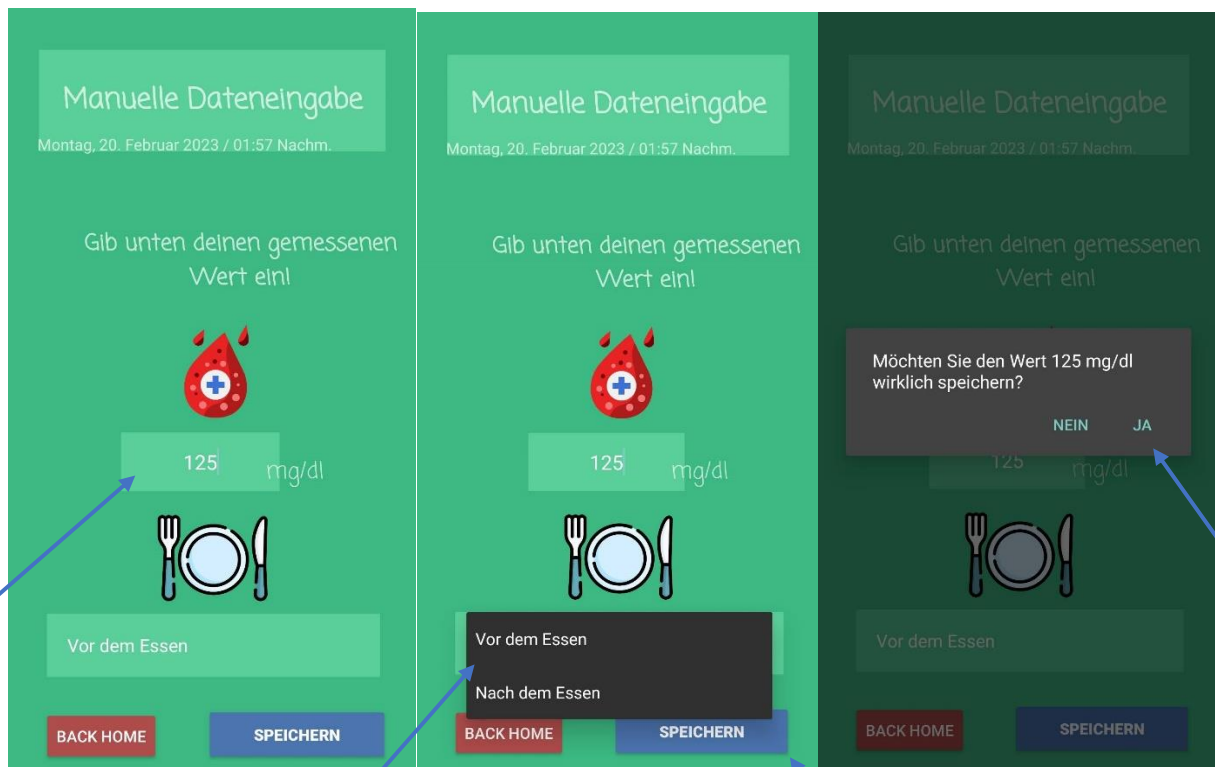 Manuelle Dateneingabe
Montag, 20. Februar 2023 / 01:57 Nachm.
Gib unten deinen gemessenen
Wert ein!
125
mg/dl
Vor dem Essen
BACK HOME
SPEICHERN
Manuelle Dateneingabe
Montag, 20. Februar 2023 / 01:57 Nachm.
Gib unten deinen gemessenen
Wert ein!
125
mg/dl
Vor dem Essen
Nach dem Essen
BACK HOME
SPEICHERN
Manuelle Dateneingabe
Montag, 20. Februar 2023 / 01:57 Nachm.
Gib unten deinen gemessenen
Wert ein!
Möchten Sie den Wert 125 mg/dl
wirklich speichern?
NEIN
JA
125
mg/dl
Vor dem Essen
BACK HOME
SPEICHERN